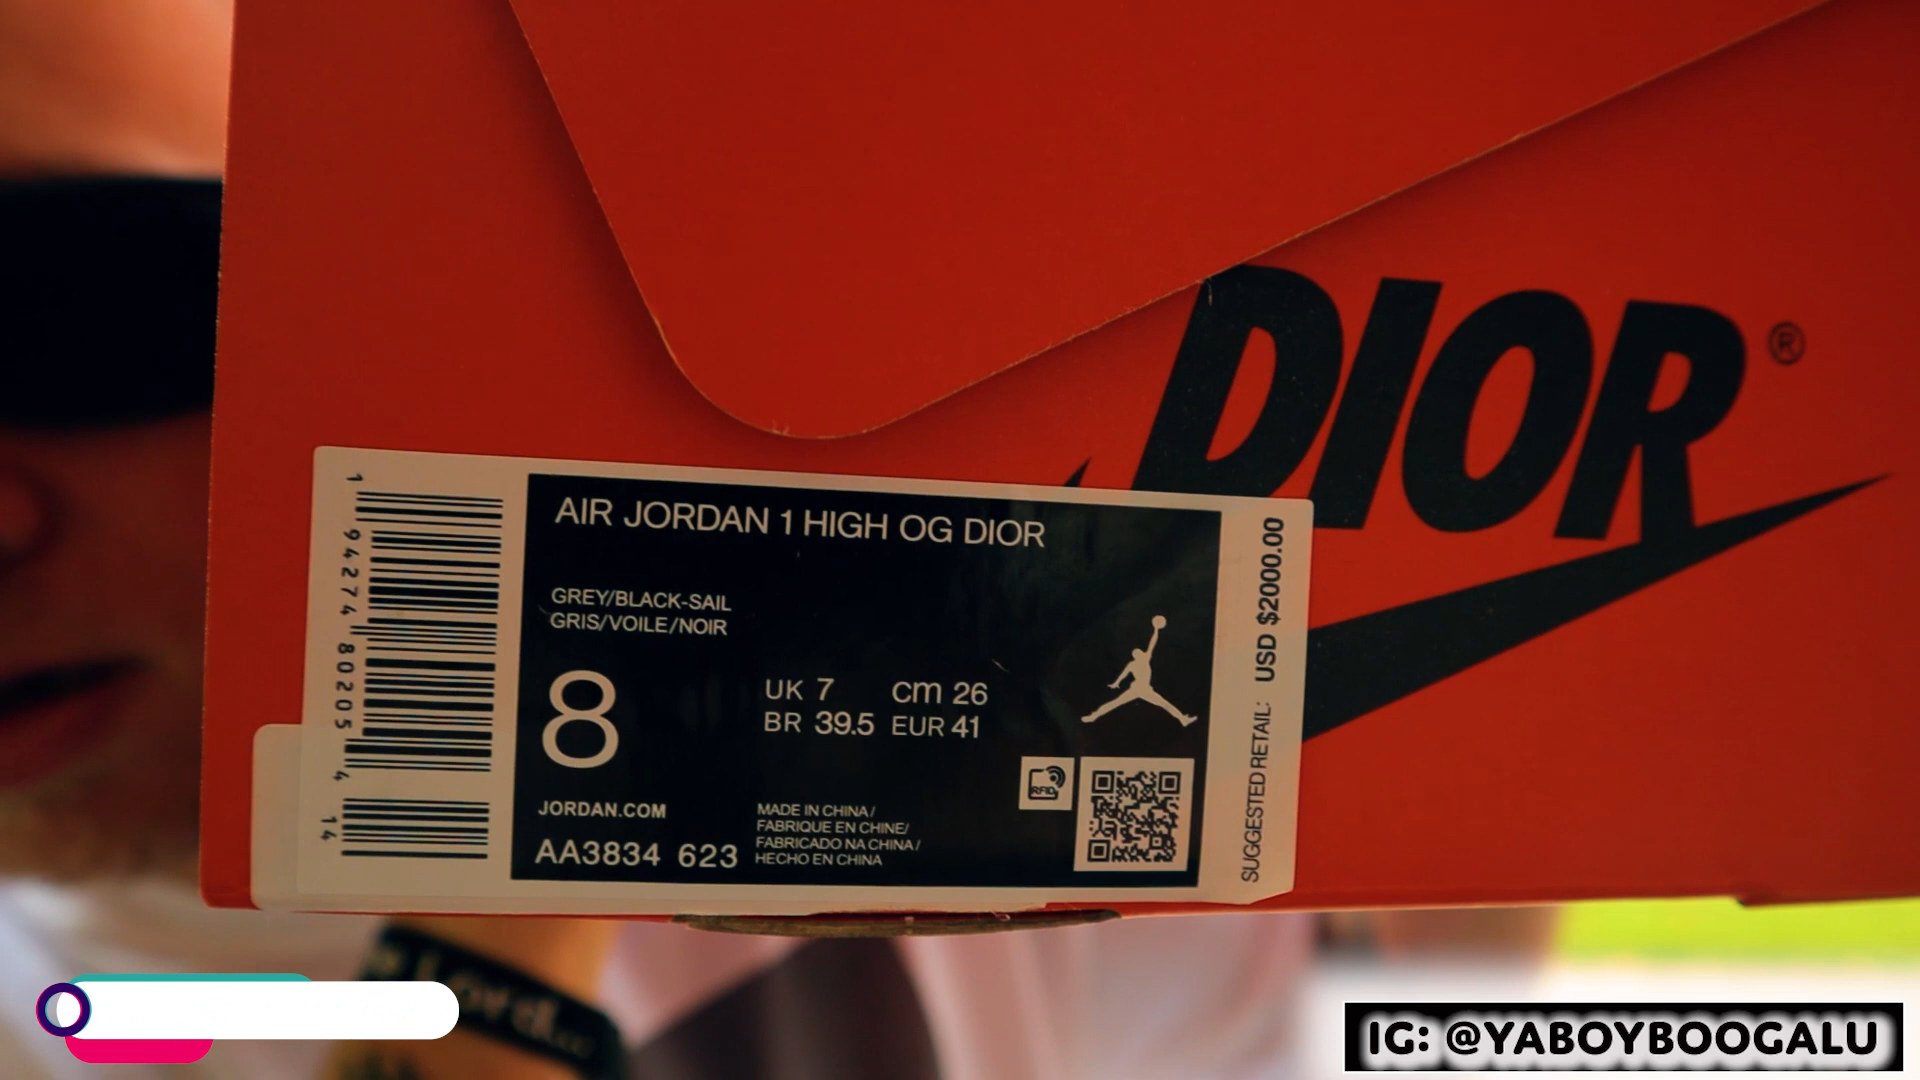 DIOR®
AIR JORDAN 1 HIGH OG DIOR
GREY/BLACK-SAIL
GRIS/VOILE/NOIR
8
UK 7 cm 26
BR 39.5 EUR 41
JORDAN.COM
AA3834 623
MADE IN CHINA/
FABRIQUE EN CHINE/
FABRICADO NA CHINA/
HECHO EN CHINA
RFID
SUGGESTED RETAIL: USD $2000.00
1 94274 80205 4 14
IG: @YABOYBOOGALU